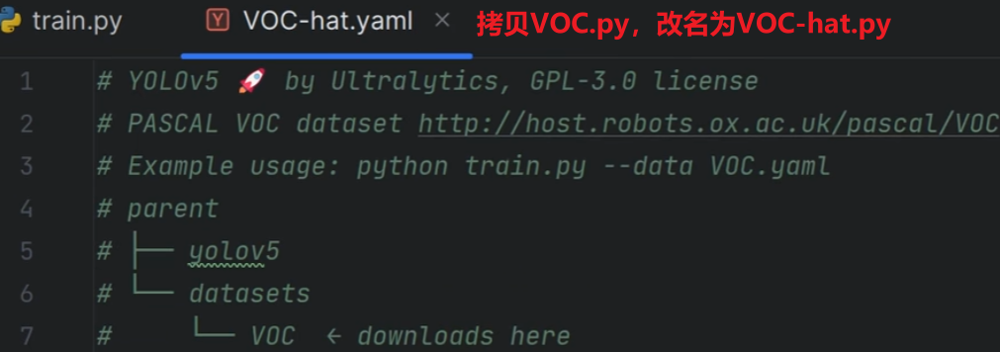 train.py VOC-hat.yaml × 拷贝VOC.py，改名为VOC-hat.py
1 # YOLOv5 🚀 by Ultralytics, GPL-3.0 license
2 # PASCAL VOC dataset http://host.robots.ox.ac.uk/pascal/VOC
3 # Example usage: python train.py --data VOC.yaml
4 # parent
5 # ├── yolov5
6 # └── datasets
7 #     └── VOC ← downloads here